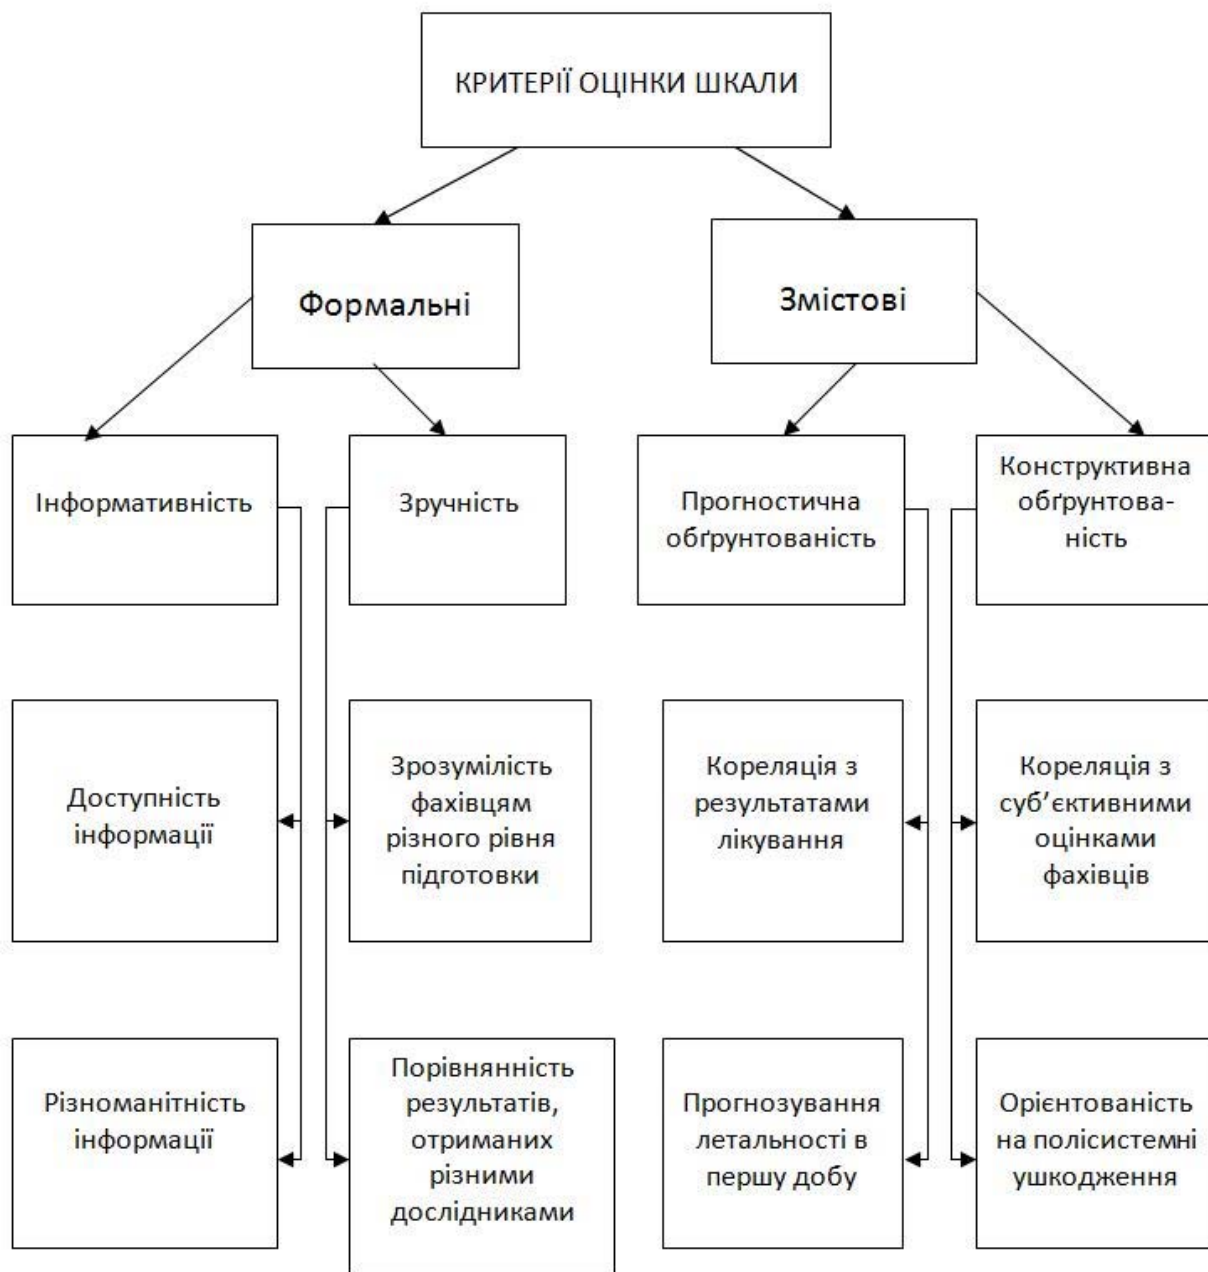 КРИТЕРІЇ ОЦІНКИ ШКАЛИ
Формальні
Змістові
Інформативність
Зручність
Прогностична
обґрунтованість
Конструктивна
обґрунтова-
ність
Доступність
інформації
Зрозумілість
фахівцям
різного рівня
підготовки
Кореляція з
результатами
лікування
Кореляція з
суб’єктивними
оцінками
фахівців
Різноманітність
інформації
Порівнянність
результатів,
отриманих
різними
дослідниками
Прогнозування
летальності в
першу добу
Орієнтованість
на полісистемні
ушкодження